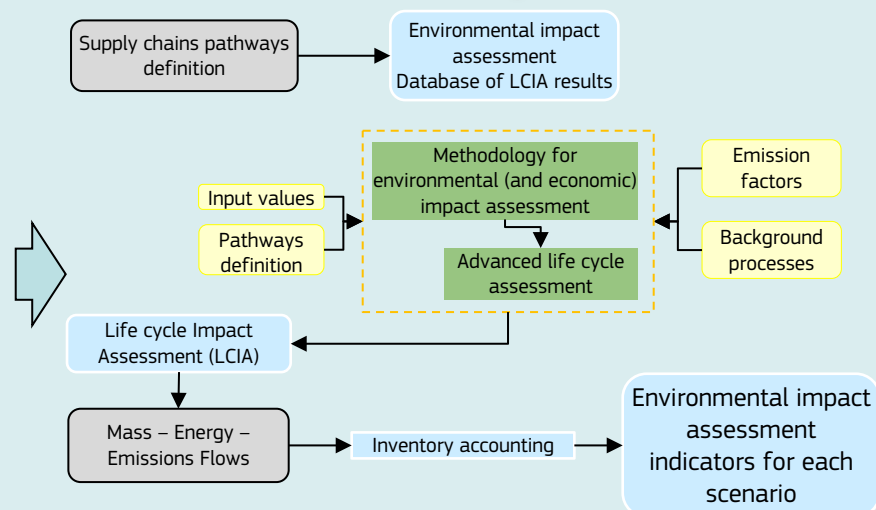 Supply chains pathways
definition
Environmental impact
assessment
Database of LCIA results
Methodology for
environmental (and economic)
impact assessment
Advanced life cycle
assessment
Input values
Pathways
definition
Emission
factors
Background
processes
Life cycle Impact
Assessment (LCIA)
Mass – Energy –
Emissions Flows
Inventory accounting
Environmental impact
assessment
indicators for each
scenario